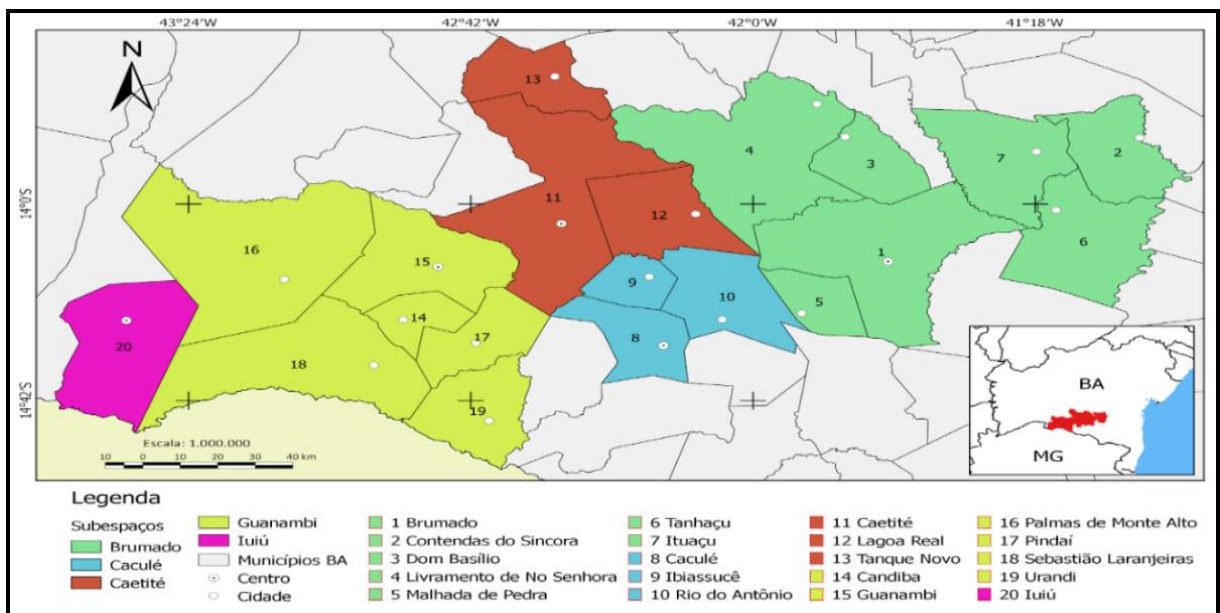 43°24'W 42°42'W 42°0'W 41°18'W
N
13
4
7
2
3
14°0'S
11
12
16
1
6
15
9
10
5
20
14
17
8
18
19
14°42'S
BA
MG
Escala: 1.000.000
10 0 10 20 30 40 km
Legenda
Subespaços
Brumado
Caculé
Caetité
Guanambi
Iuiú
Municípios BA
Centro
Cidade
1 Brumado
2 Contendas do Sincora
3 Dom Basílio
4 Livramento de No Senhora
5 Malhada de Pedra
6 Tanhaçu
7 Ituaçu
8 Caculé
9 Ibiassucê
10 Rio do Antônio
11 Caetité
12 Lagoa Real
13 Tanque Novo
14 Candiba
15 Guanambi
16 Palmas de Monte Alto
17 Pindaí
18 Sebastião Laranjeiras
19 Urandi
20 Iuiú